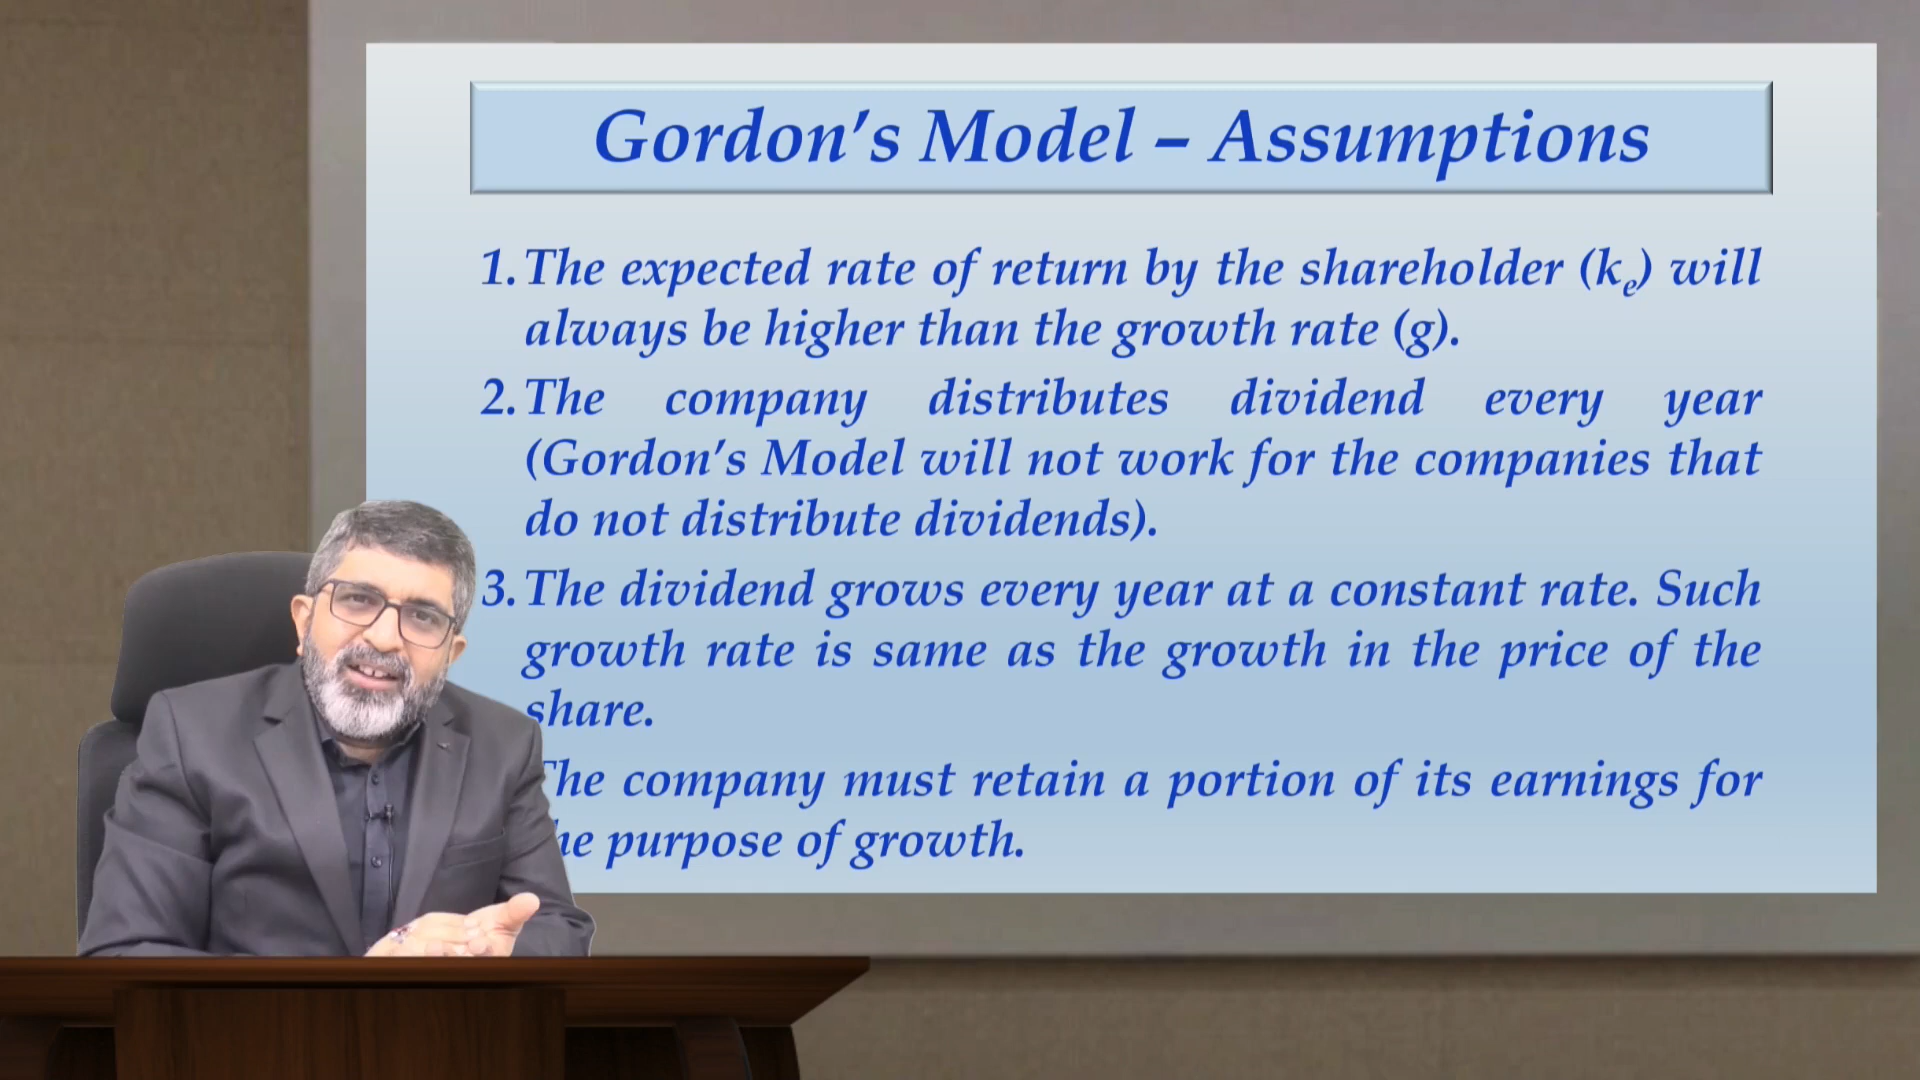 Gordon’s Model – Assumptions
1. The expected rate of return by the shareholder (kₑ) will
always be higher than the growth rate (g).
2. The company distributes dividend every year
(Gordon’s Model will not work for the companies that
do not distribute dividends).
3. The dividend grows every year at a constant rate. Such
growth rate is same as the growth in the price of the
share.
The company must retain a portion of its earnings for
he purpose of growth.